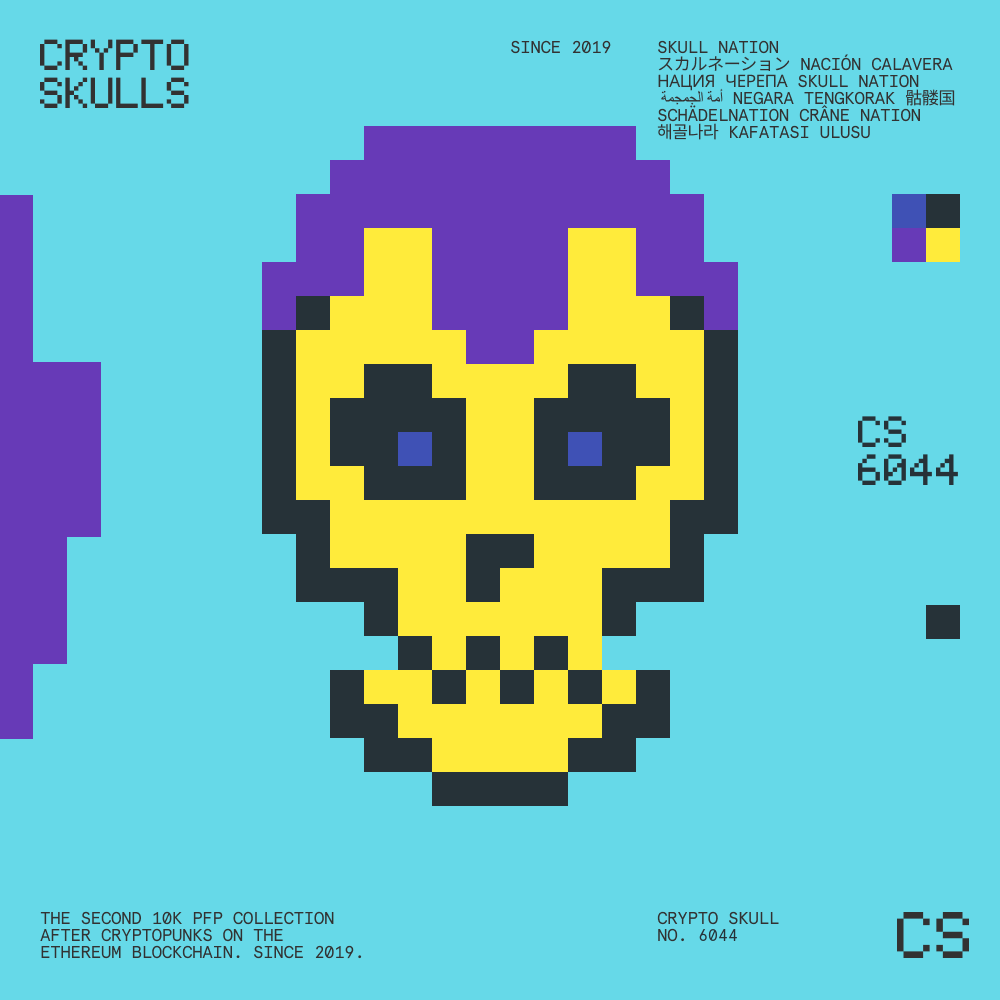 CRYPTO
SKULLS
SINCE 2019
SKULL NATION
スカルネーション NACIÓN CALAVERA
НАЦИЯ ЧЕРЕПА SKULL NATION
أمة الجمجمة NEGARA TENGKORAK 骷髅国
SCHÄDELNATION CRÂNE NATION
해골나라 KAFATASI ULUSU
CS
6044
THE SECOND 10K PFP COLLECTION
AFTER CRYPTOPUNKS ON THE
ETHEREUM BLOCKCHAIN. SINCE 2019.
CRYPTO SKULL
NO. 6044
CS